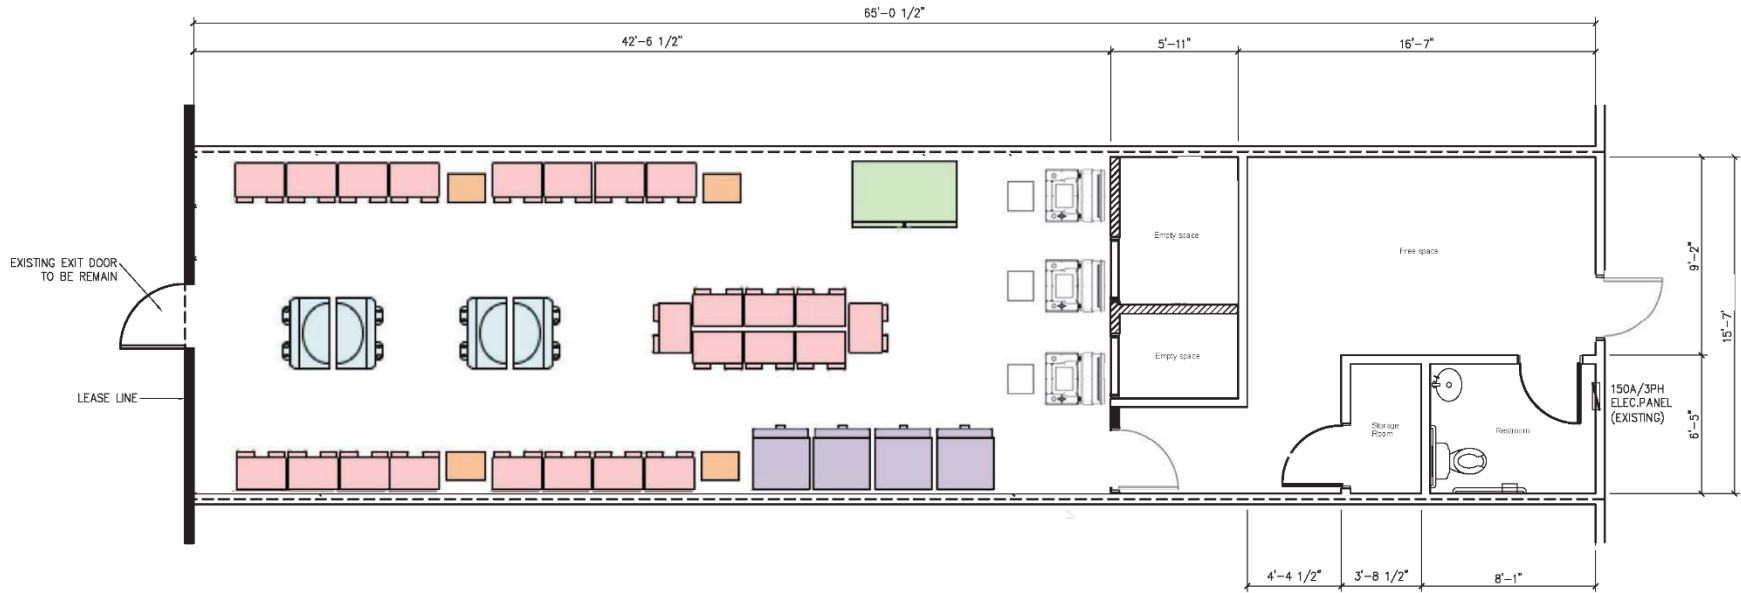 65'-0 1/2"
42'-6 1/2"
5'-11"
16'-7"
EXISTING EXIT DOOR
TO BE REMAIN
LEASE LINE
Empty space
Free space
Empty space
9'-2"
15'-7'
6'-5"
150A/3PH
ELEC.PANEL
(EXISTING)
Storage
Room
Restroom
4'-4 1/2"
3'-8 1/2"
8'-1"